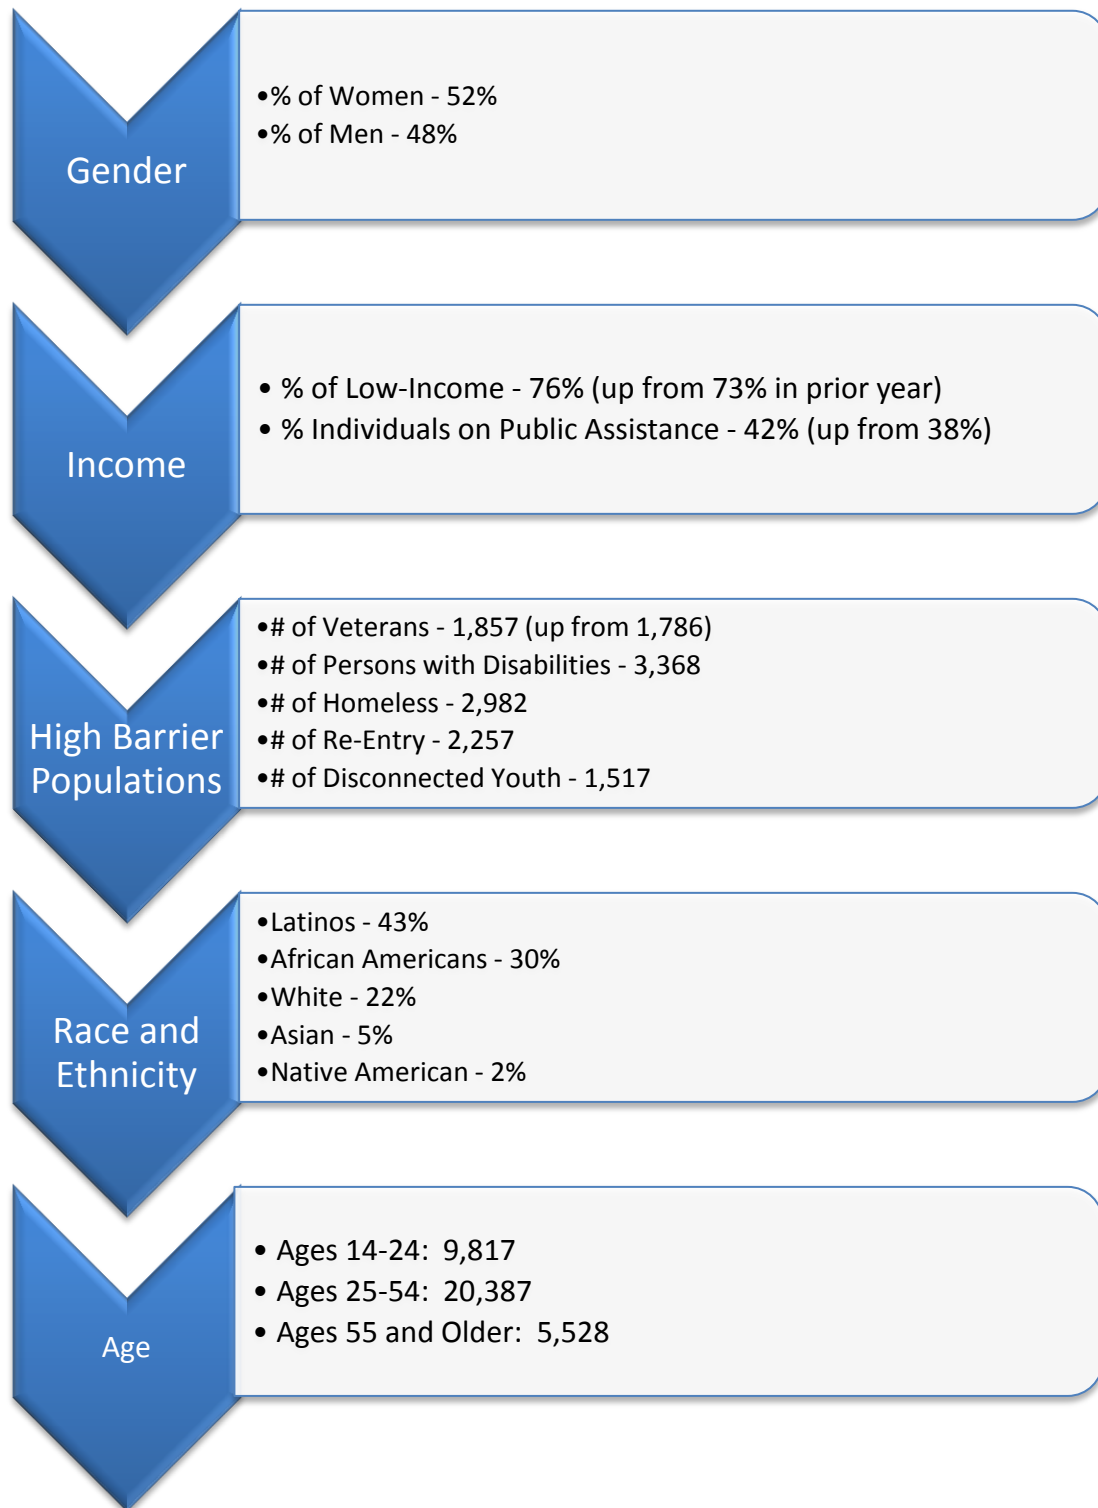 Gender
•% of Women - 52%
•% of Men - 48%
Income
• % of Low-Income - 76% (up from 73% in prior year)
• % Individuals on Public Assistance - 42% (up from 38%)
High Barrier
Populations
•# of Veterans - 1,857 (up from 1,786)
•# of Persons with Disabilities - 3,368
•# of Homeless - 2,982
•# of Re-Entry - 2,257
•# of Disconnected Youth - 1,517
Race and
Ethnicity
•Latinos - 43%
•African Americans - 30%
•White - 22%
•Asian - 5%
•Native American - 2%
Age
• Ages 14-24:  9,817
• Ages 25-54:  20,387
• Ages 55 and Older:  5,528